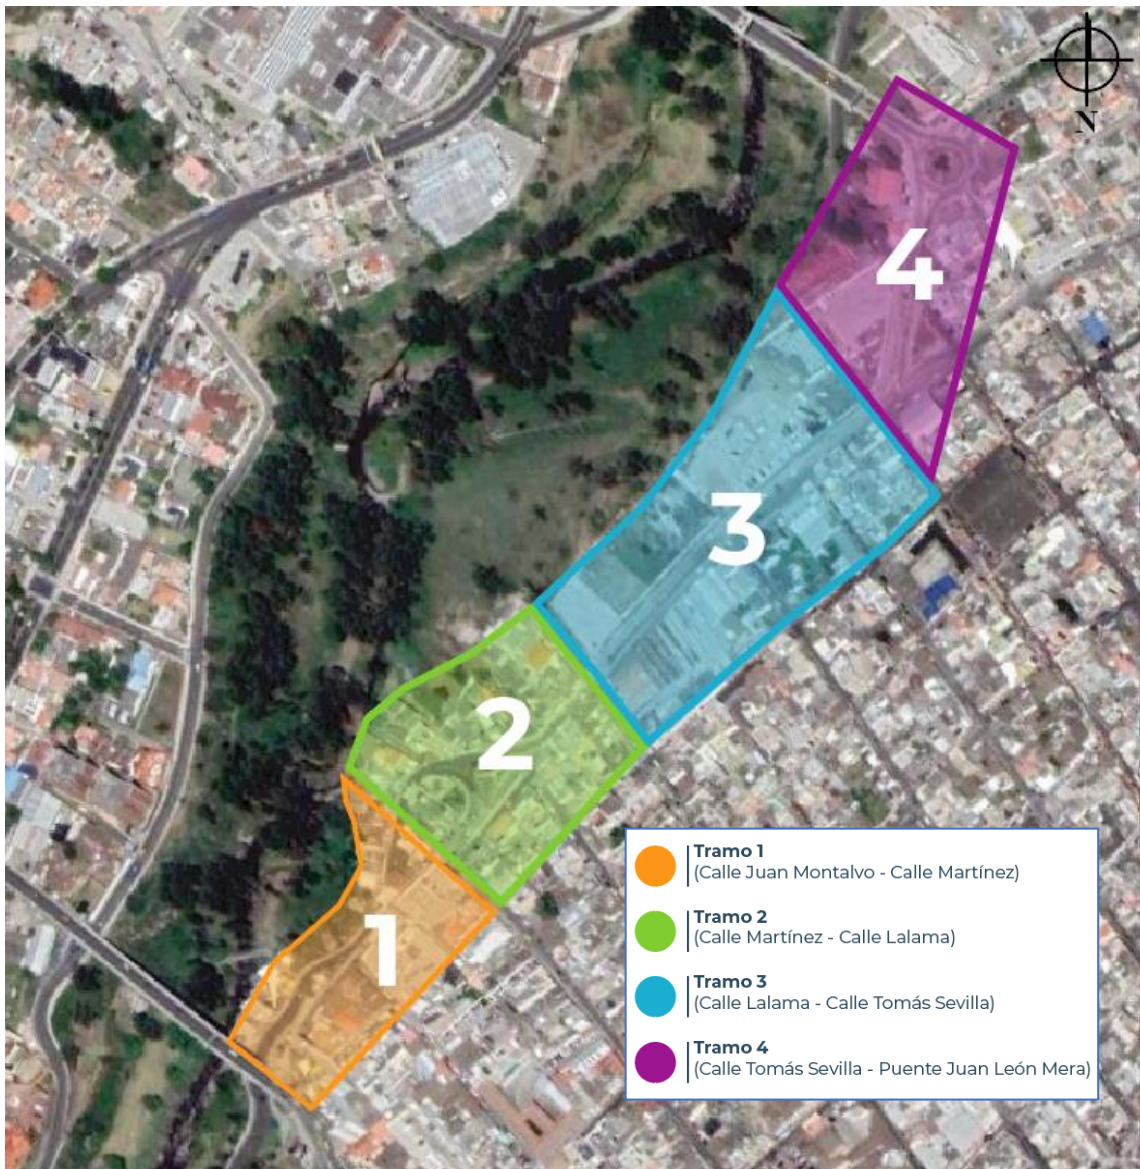 N
4
3
2
1
Tramo 1
(Calle Juan Montalvo - Calle Martínez)
Tramo 2
(Calle Martínez - Calle Lalama)
Tramo 3
(Calle Lalama - Calle Tomás Sevilla)
Tramo 4
(Calle Tomás Sevilla - Puente Juan León Mera)